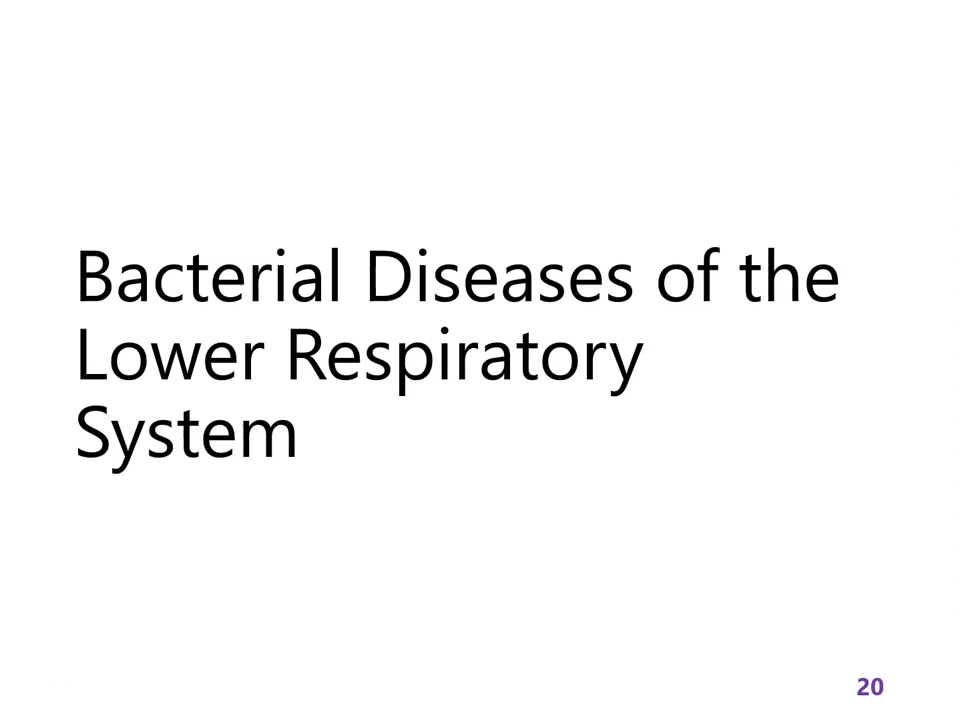 Bacterial Diseases of the
Lower Respiratory
System
20